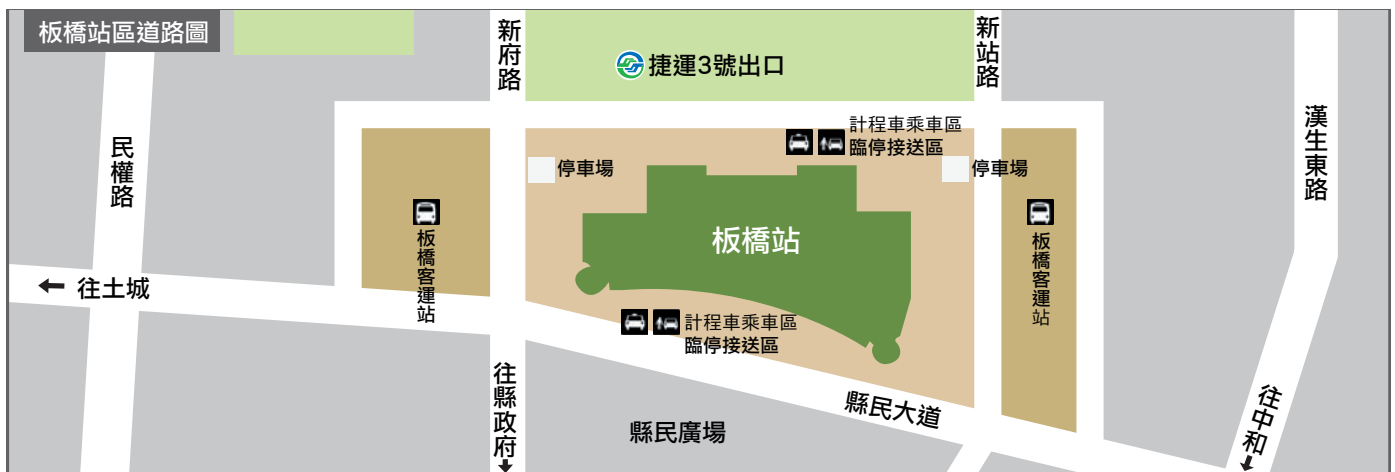 板橋站區道路圖
新府路
新站路
捷運3號出口
漢生東路
民權路
計程車乘車區
臨停接送區
停車場
停車場
板橋客運站
板橋站
板橋客運站
往土城
計程車乘車區
臨停接送區
往縣政府
縣民大道
往中和
縣民廣場